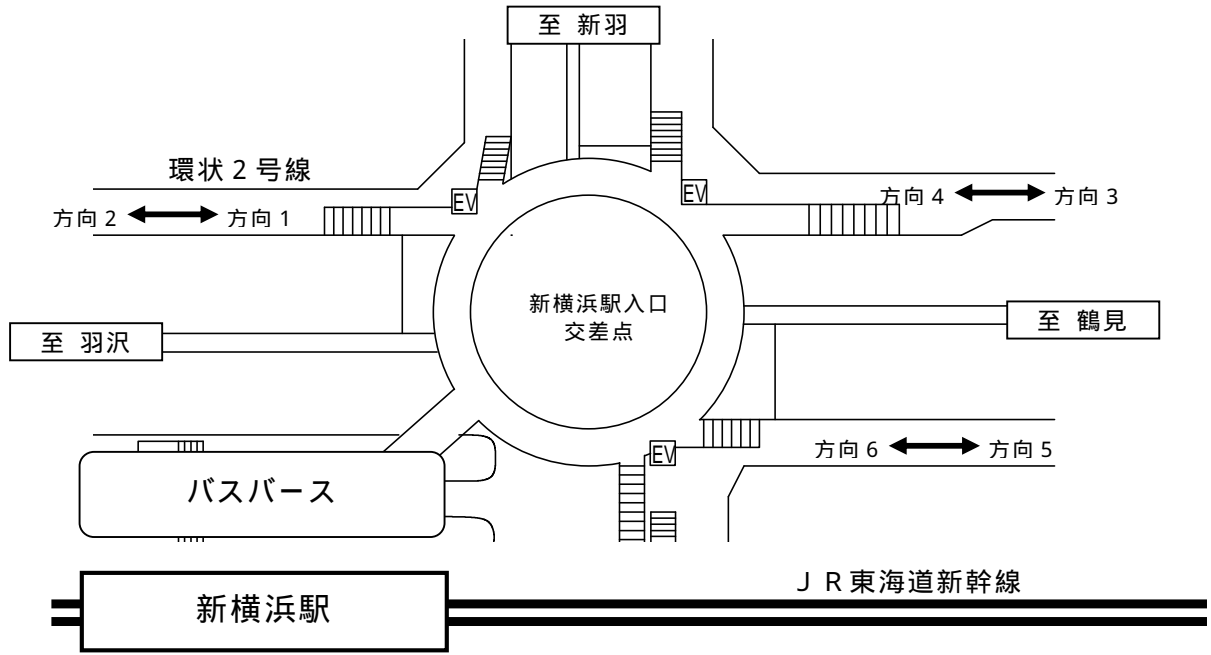 至 新羽
環状2号線
方向2
方向1
EV
EV
方向4
方向3
新横浜駅入口
交差点
至 羽沢
至 鶴見
EV
方向6
方向5
バスバース
JR東海道新幹線
新横浜駅